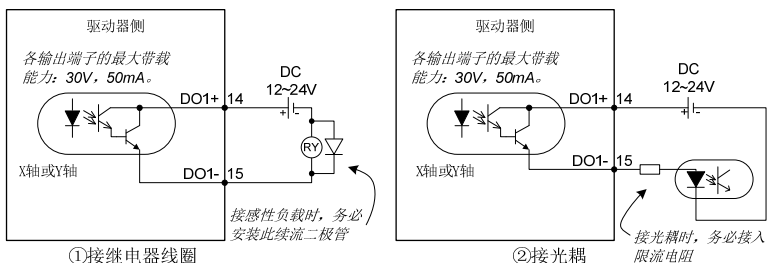 驱动器侧
各输出端子的最大带载
能力：30V，50mA。
DC
12~24V
DO1+ 14
+ -
RY
X轴或Y轴
DO1- 15
接感性负载时，务必
安装此续流二极管
①接继电器线圈
驱动器侧
各输出端子的最大带载
能力：30V，50mA。
DC
12~24V
DO1+ 14
+ -
X轴或Y轴
DO1- 15
接光耦时，务必接入
限流电阻
②接光耦